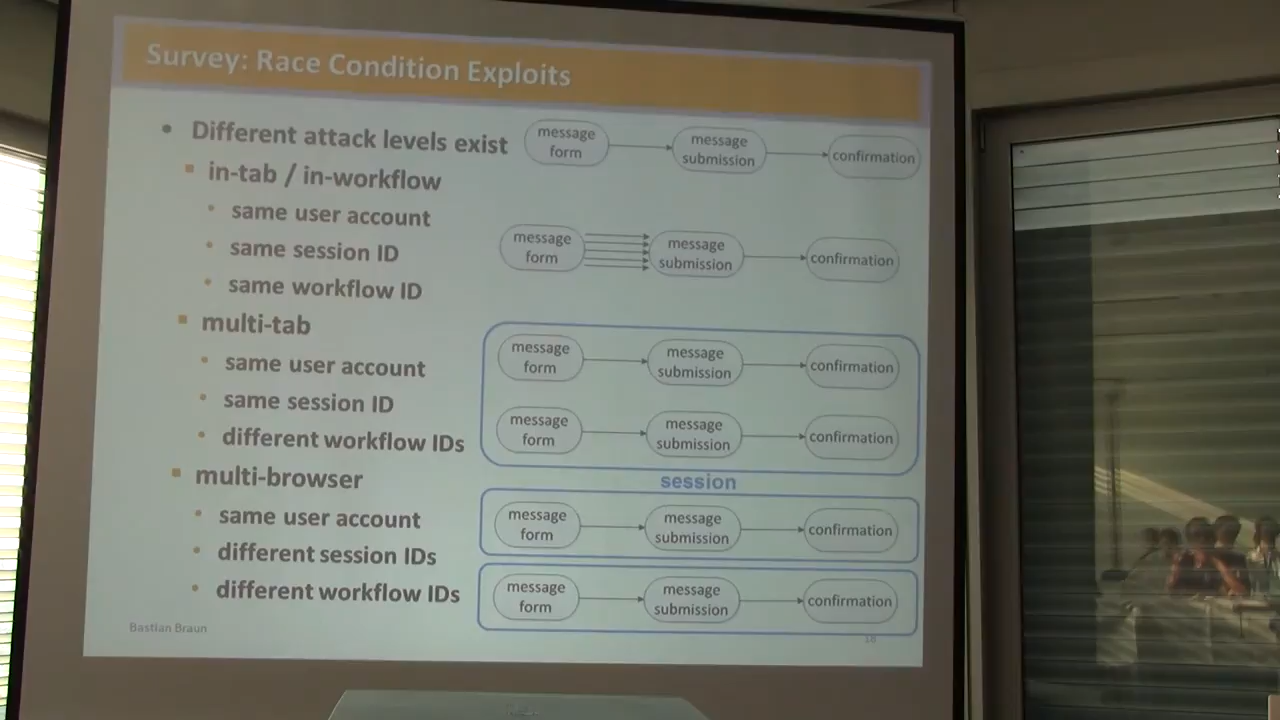 Survey: Race Condition Exploits
• Different attack levels exist
▪ in-tab / in-workflow
• same user account
• same session ID
• same workflow ID
▪ multi-tab
• same user account
• same session ID
• different workflow IDs
▪ multi-browser
• same user account
• different session IDs
• different workflow IDs
message
form
message
submission
confirmation
message
form
message
submission
confirmation
message
form
message
submission
confirmation
message
form
message
submission
confirmation
session
message
form
message
submission
confirmation
message
form
message
submission
confirmation
Bastian Braun
18